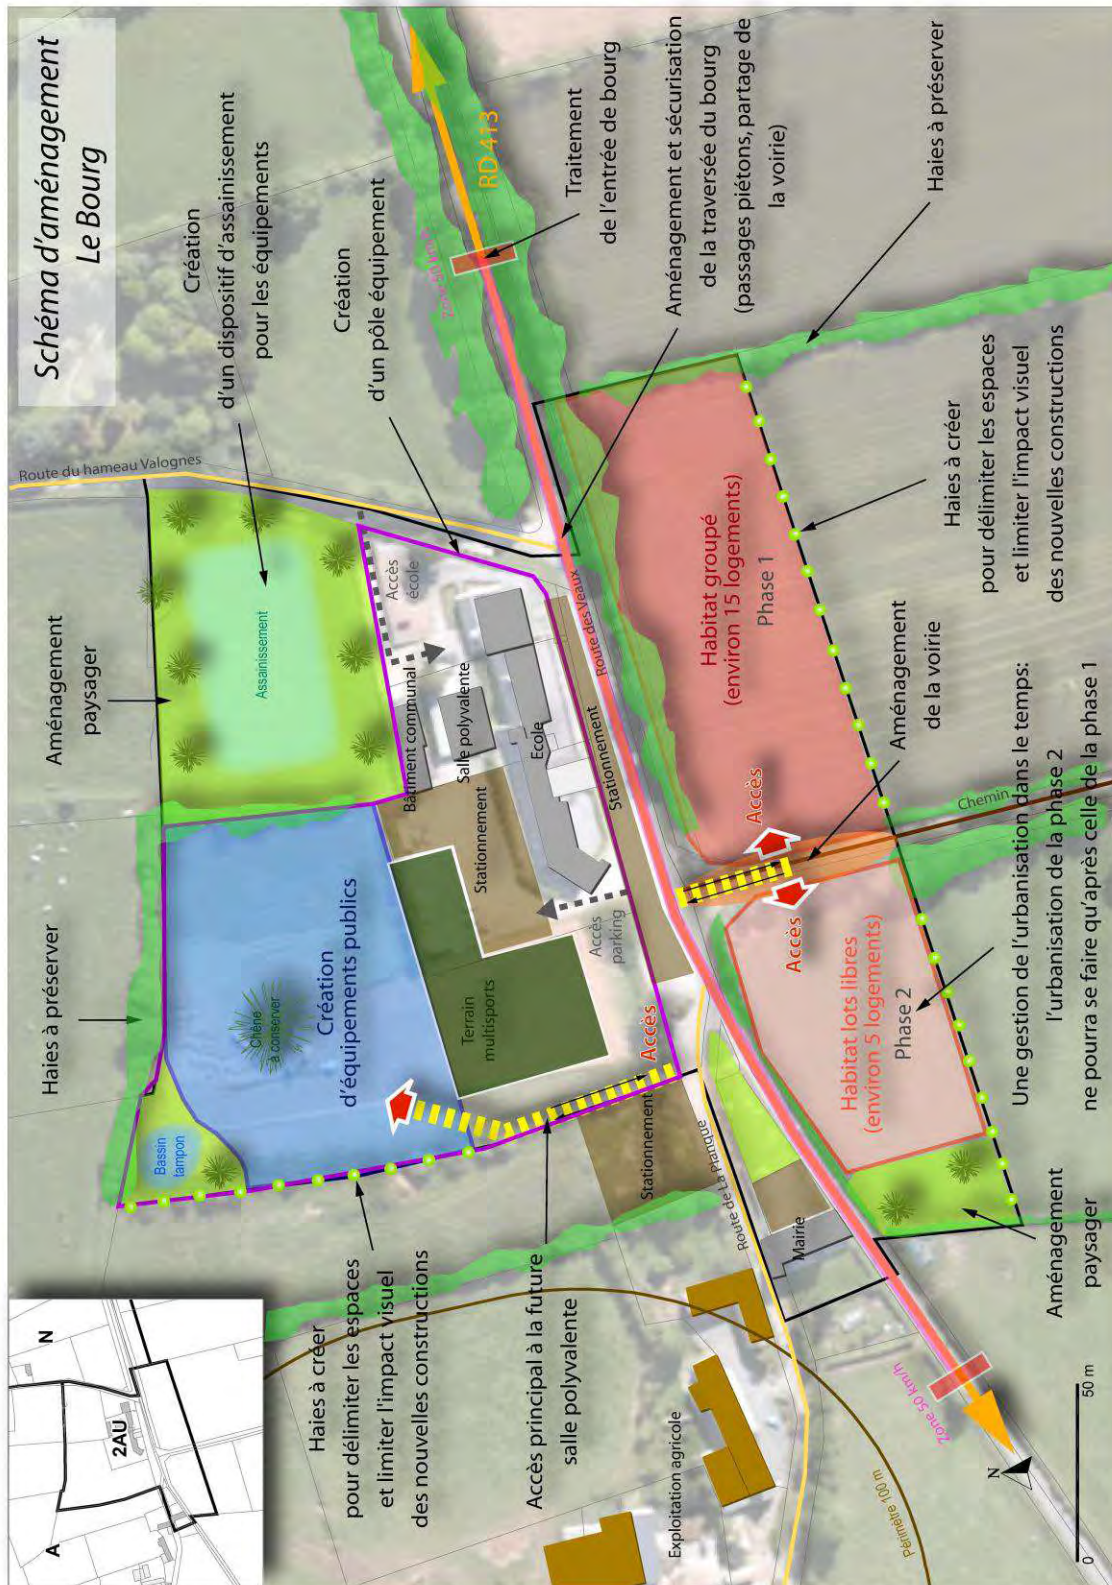 Schéma d'aménagement
Le Bourg
Création
d'un dispositif d'assainissement
pour les équipements
Création
d'un pôle équipement
Aménagement
paysager
Haies à préserver
Route du hameau Valognes
Assainissement
Accès
école
Bâtiment communal
Salle polyvalente
Ecole
Stationnement
Stationnement
Terrain
multisports
Accès
parking
Création
d'équipements publics
Chêne
à conserver
Bassin
tampon
Accès
Stationnement
Route de La Planque
Mairie
Route des Veaux
RD 413
Traitement
de l'entrée de bourg
Aménagement et sécurisation
de la traversée du bourg
(passages piétons, partage de
la voirie)
Haies à préserver
Haies à créer
pour délimiter les espaces
et limiter l'impact visuel
des nouvelles constructions
Habitat groupé
(environ 15 logements)
Phase 1
Aménagement
de la voirie
Accès
Accès
Chemin
Habitat lots libres
(environ 5 logements)
Phase 2
Une gestion de l'urbanisation dans le temps:
l'urbanisation de la phase 2
ne pourra se faire qu'après celle de la phase 1
Aménagement
paysager
Haies à créer
pour délimiter les espaces
et limiter l'impact visuel
des nouvelles constructions
Accès principal à la future
salle polyvalente
Exploitation agricole
Périmètre 100 m
Zone 50 km/h
N
0
50 m
A
N
2AU